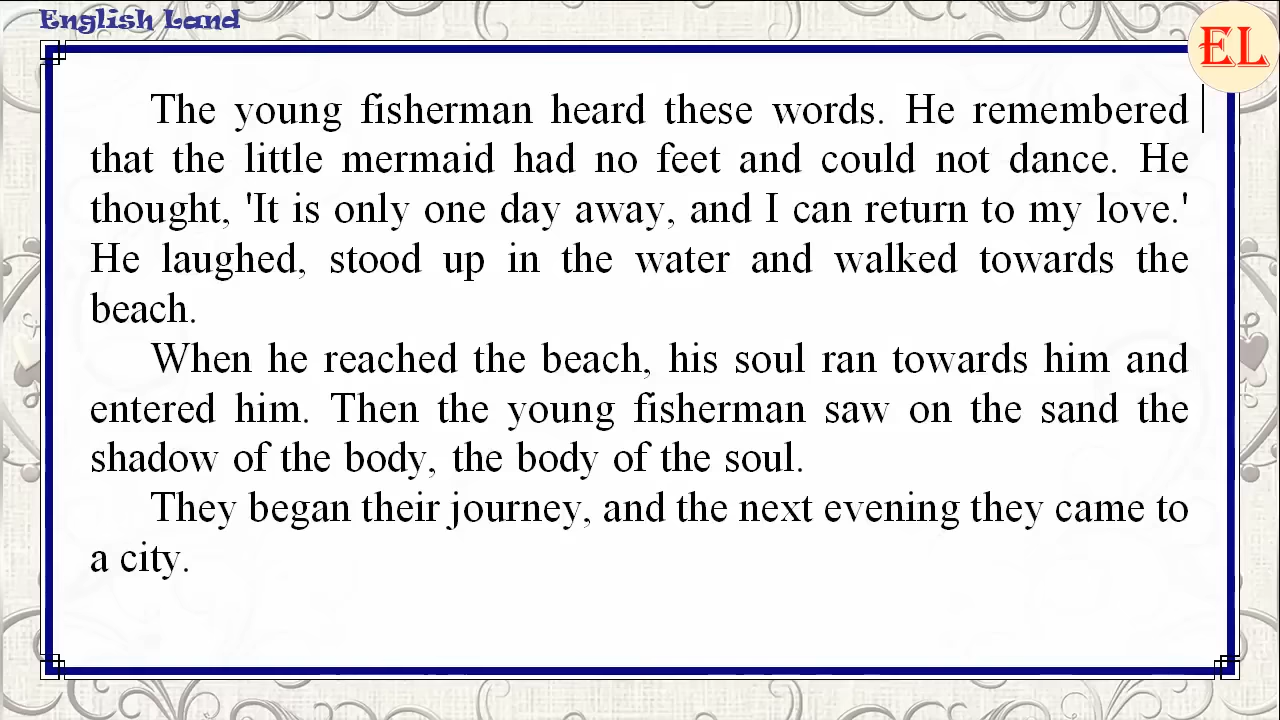 English Land
EL
The young fisherman heard these words. He remembered
that the little mermaid had no feet and could not dance. He
thought, 'It is only one day away, and I can return to my love.'
He laughed, stood up in the water and walked towards the
beach.
When he reached the beach, his soul ran towards him and
entered him. Then the young fisherman saw on the sand the
shadow of the body, the body of the soul.
They began their journey, and the next evening they came to
a city.